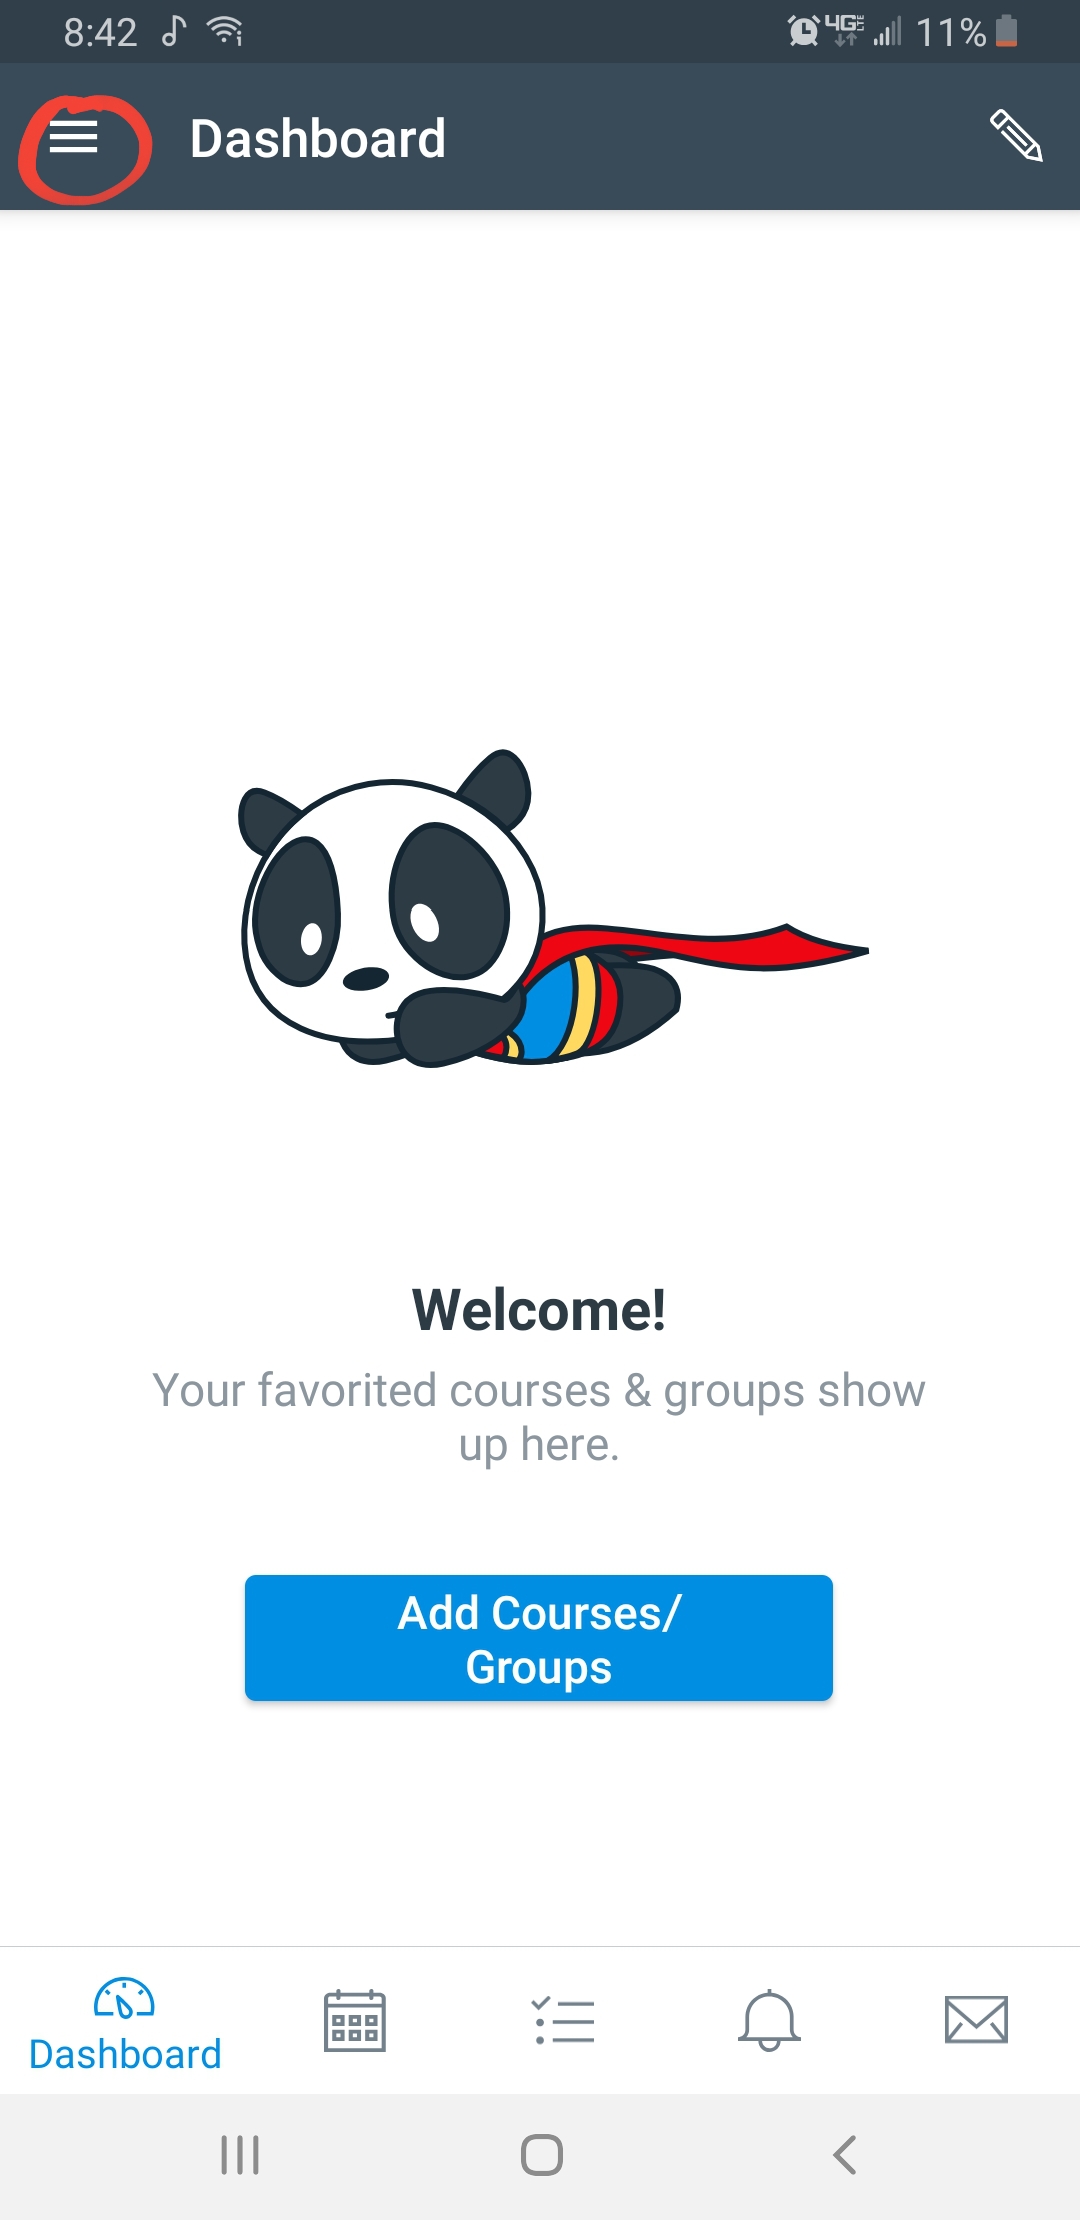 8:42 4G LTE 11%
Dashboard
Welcome!
Your favorited courses & groups show
up here.
Add Courses/
Groups
Dashboard